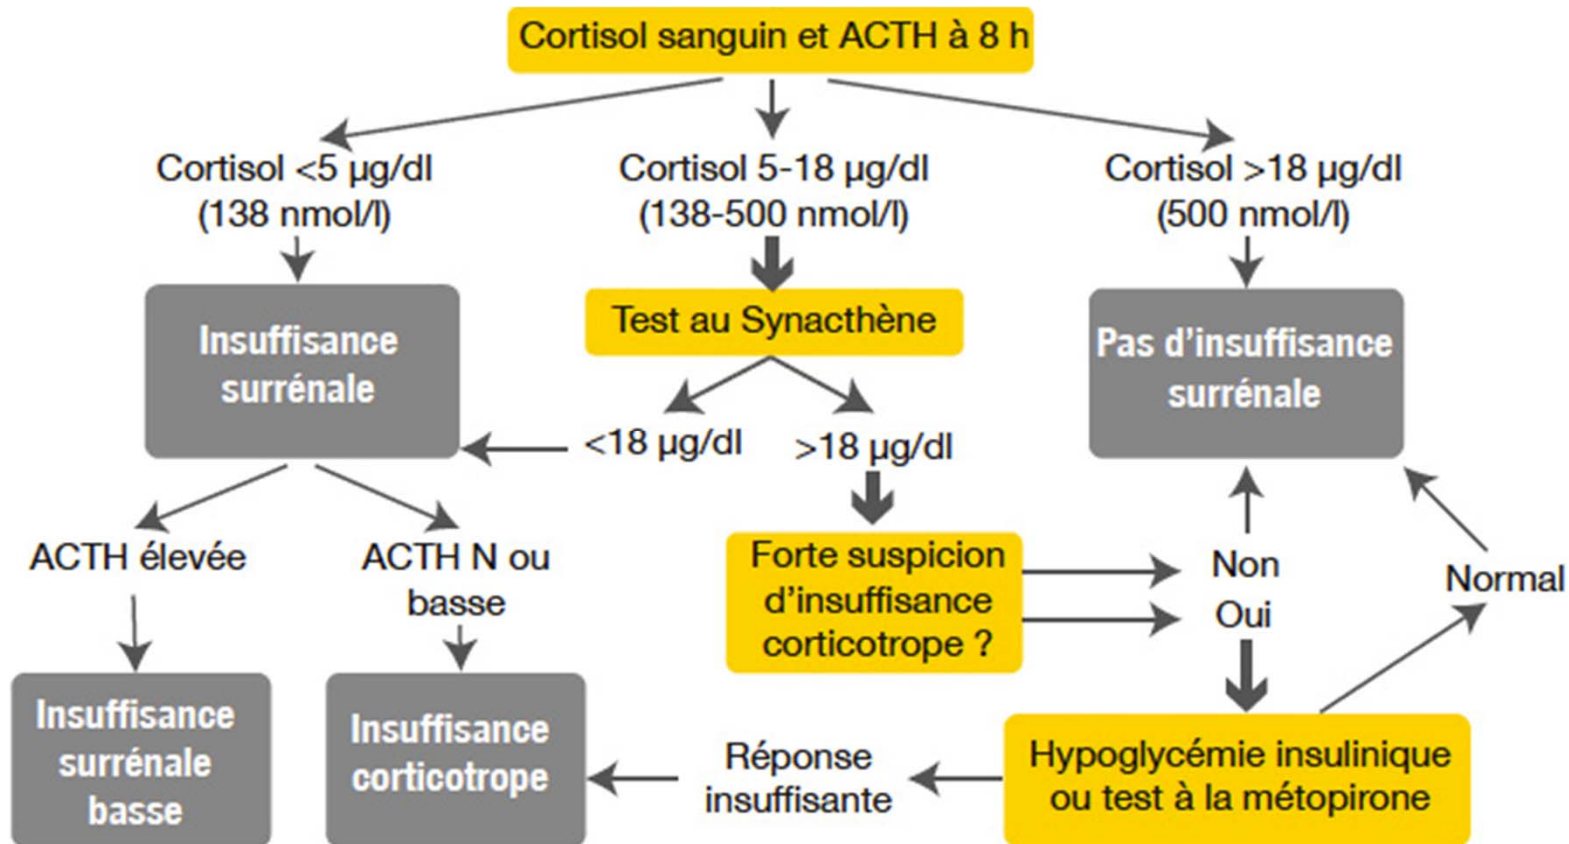 Cortisol sanguin et ACTH à 8 h
Cortisol <5 µg/dl
(138 nmol/l)
Cortisol 5-18 µg/dl
(138-500 nmol/l)
Cortisol >18 µg/dl
(500 nmol/l)
Insuffisance
surrénale
Test au Synacthène
Pas d’insuffisance
surrénale
<18 µg/dl
>18 µg/dl
ACTH élevée
ACTH N ou
basse
Forte suspicion
d’insuffisance
corticotrope ?
Non
Oui
Normal
Insuffisance
surrénale
basse
Insuffisance
corticotrope
Réponse
insuffisante
Hypoglycémie insulinique
ou test à la métopirone